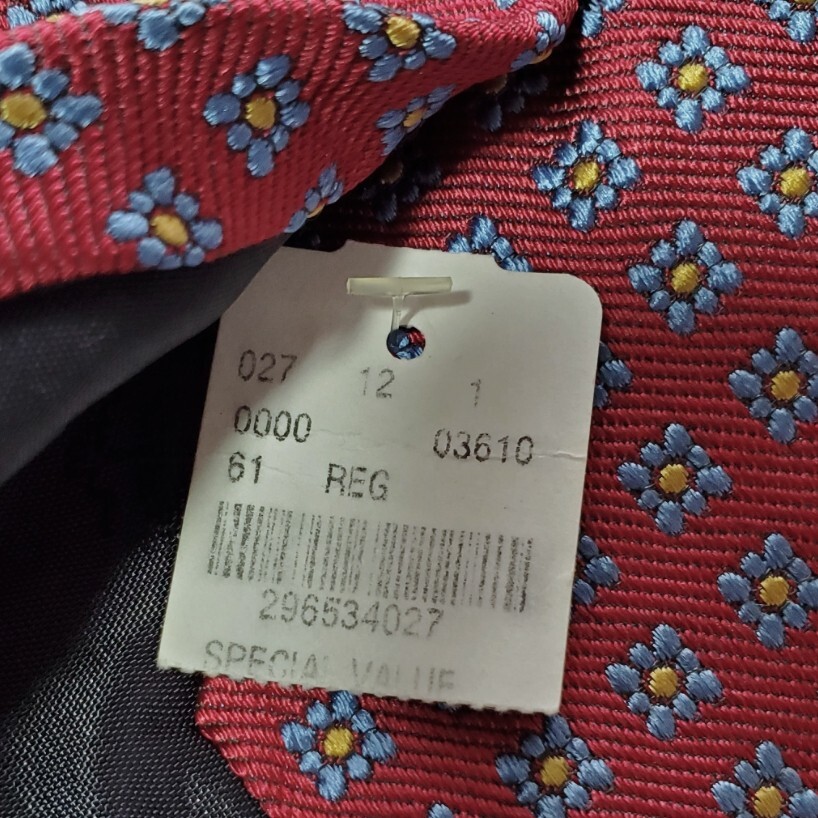 027 12 1
0000 03610
61 REG
296534027
SPECIAL VALUE